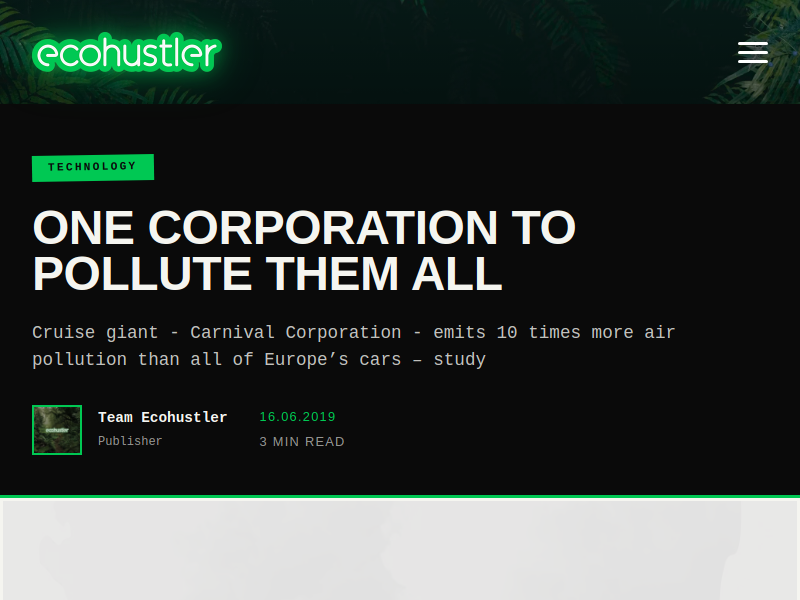 ecohustler
TECHNOLOGY
ONE CORPORATION TO
POLLUTE THEM ALL
Cruise giant - Carnival Corporation - emits 10 times more air
pollution than all of Europe’s cars – study
ecohustler
Team Ecohustler
16.06.2019
Publisher
3 MIN READ